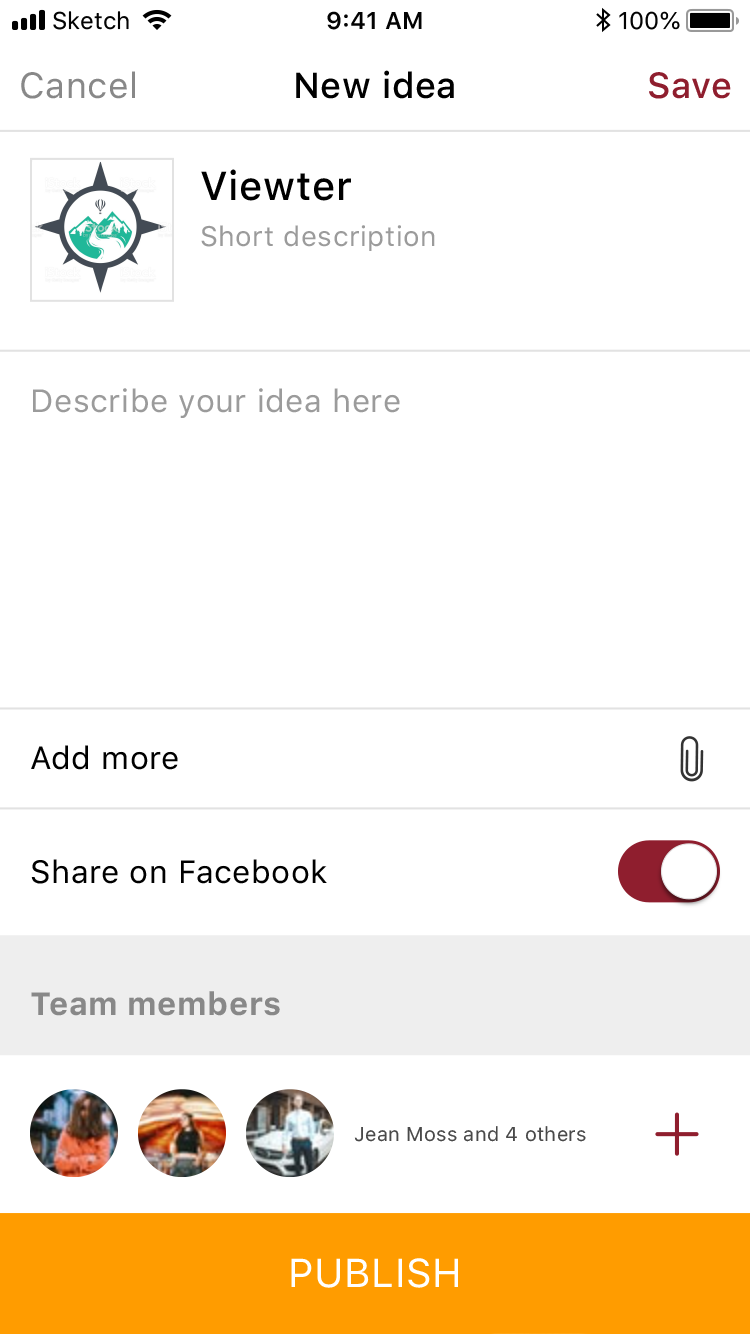 Sketch 9:41 AM 100%
Cancel New idea Save
Viewter
Short description
Describe your idea here
Add more
Share on Facebook
Team members
Jean Moss and 4 others
PUBLISH